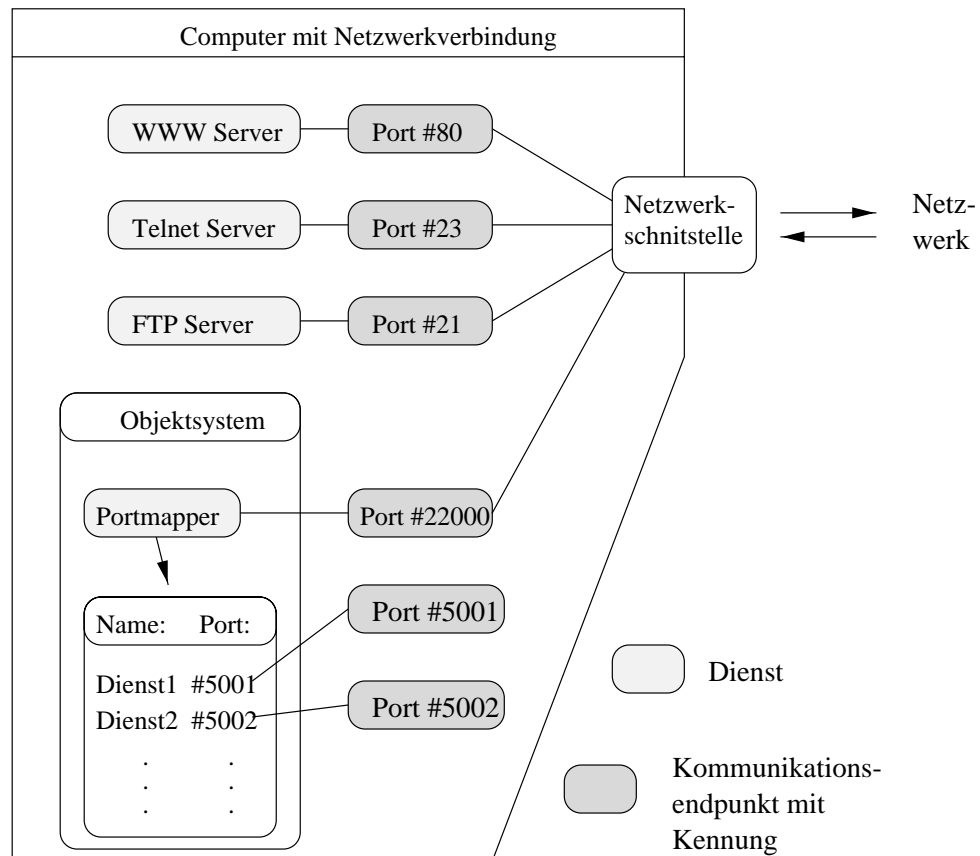 Computer mit Netzwerkverbindung
WWW Server
Port #80
Telnet Server
Port #23
FTP Server
Port #21
Netzwerk-
schnitstelle
Netz-
werk
Objektsystem
Portmapper
Port #22000
Name: Port:
Dienst1 #5001
Dienst2 #5002
. .
. .
. .
Port #5001
Port #5002
Dienst
Kommunikations-
endpunkt mit
Kennung